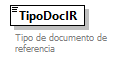 TipoDocIR
Tipo de documento de
referencia